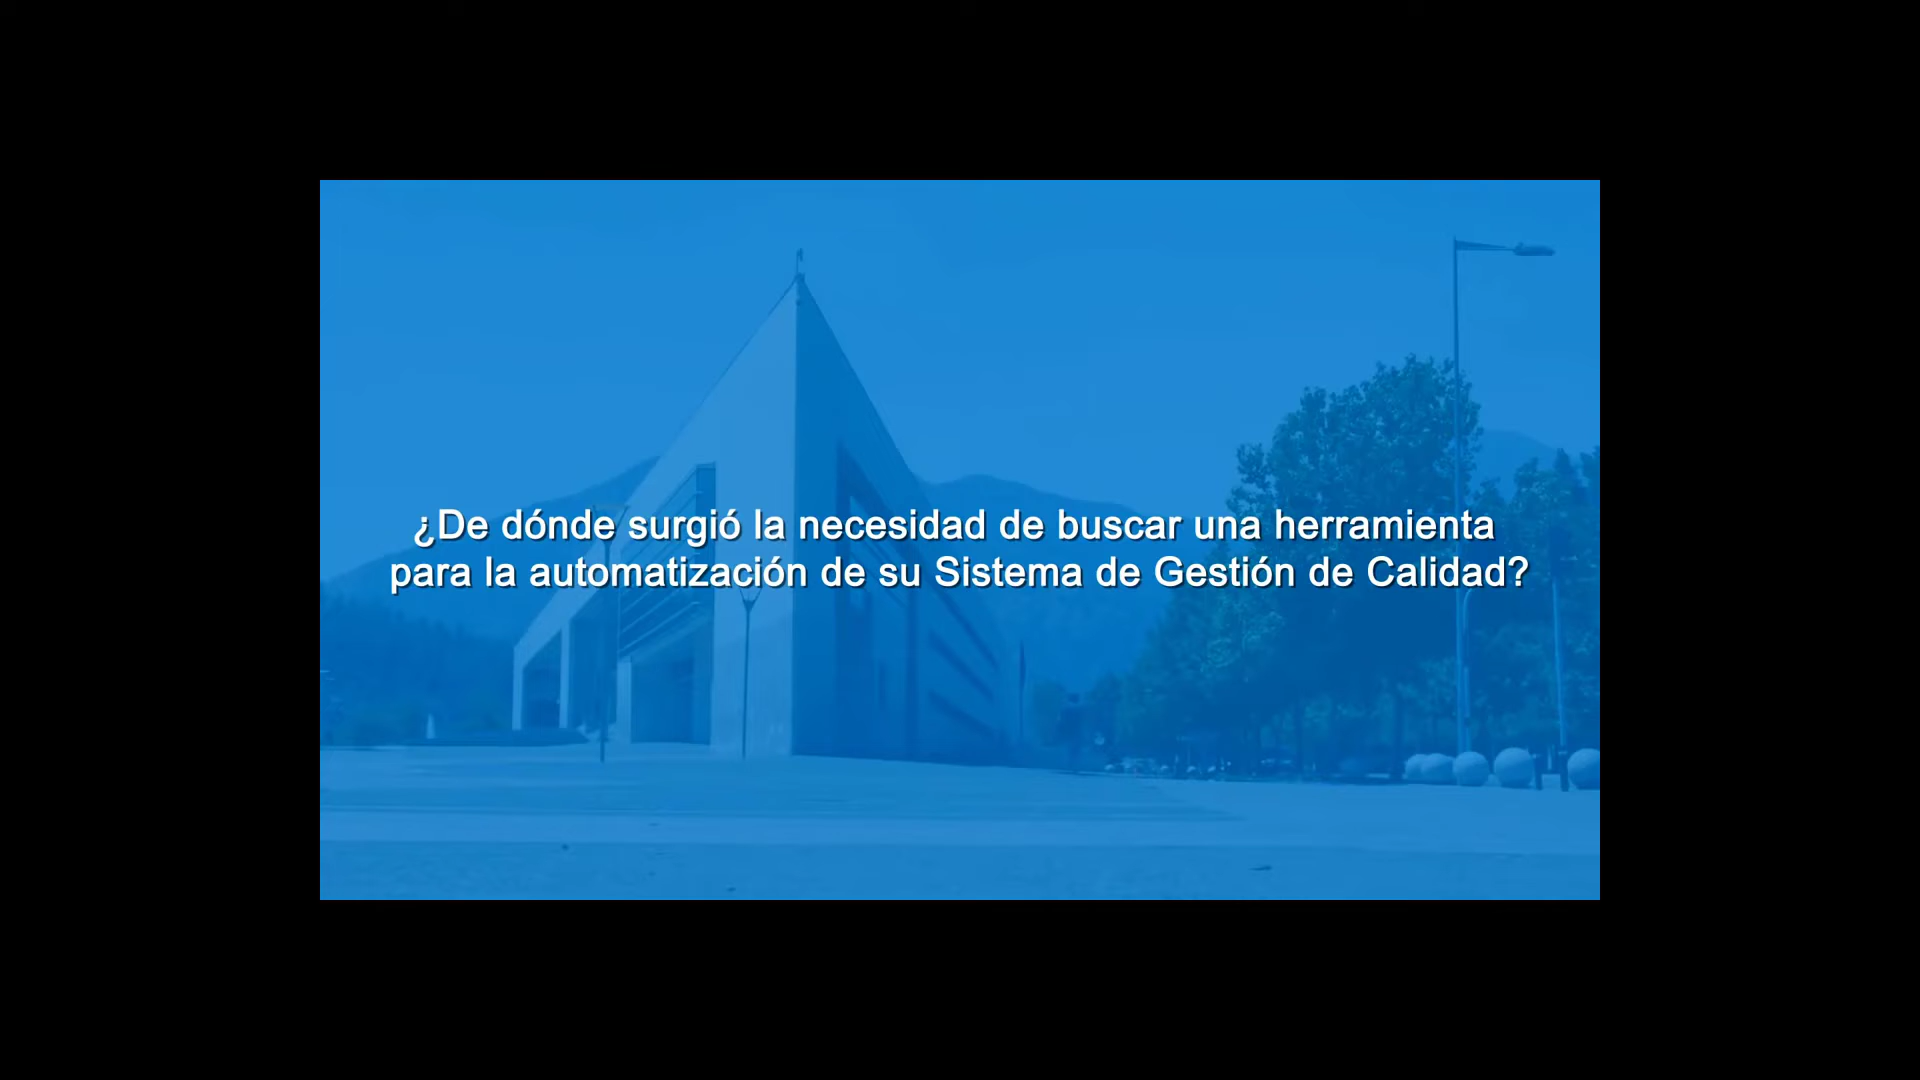 ¿De dónde surgió la necesidad de buscar una herramienta
para la automatización de su Sistema de Gestión de Calidad?